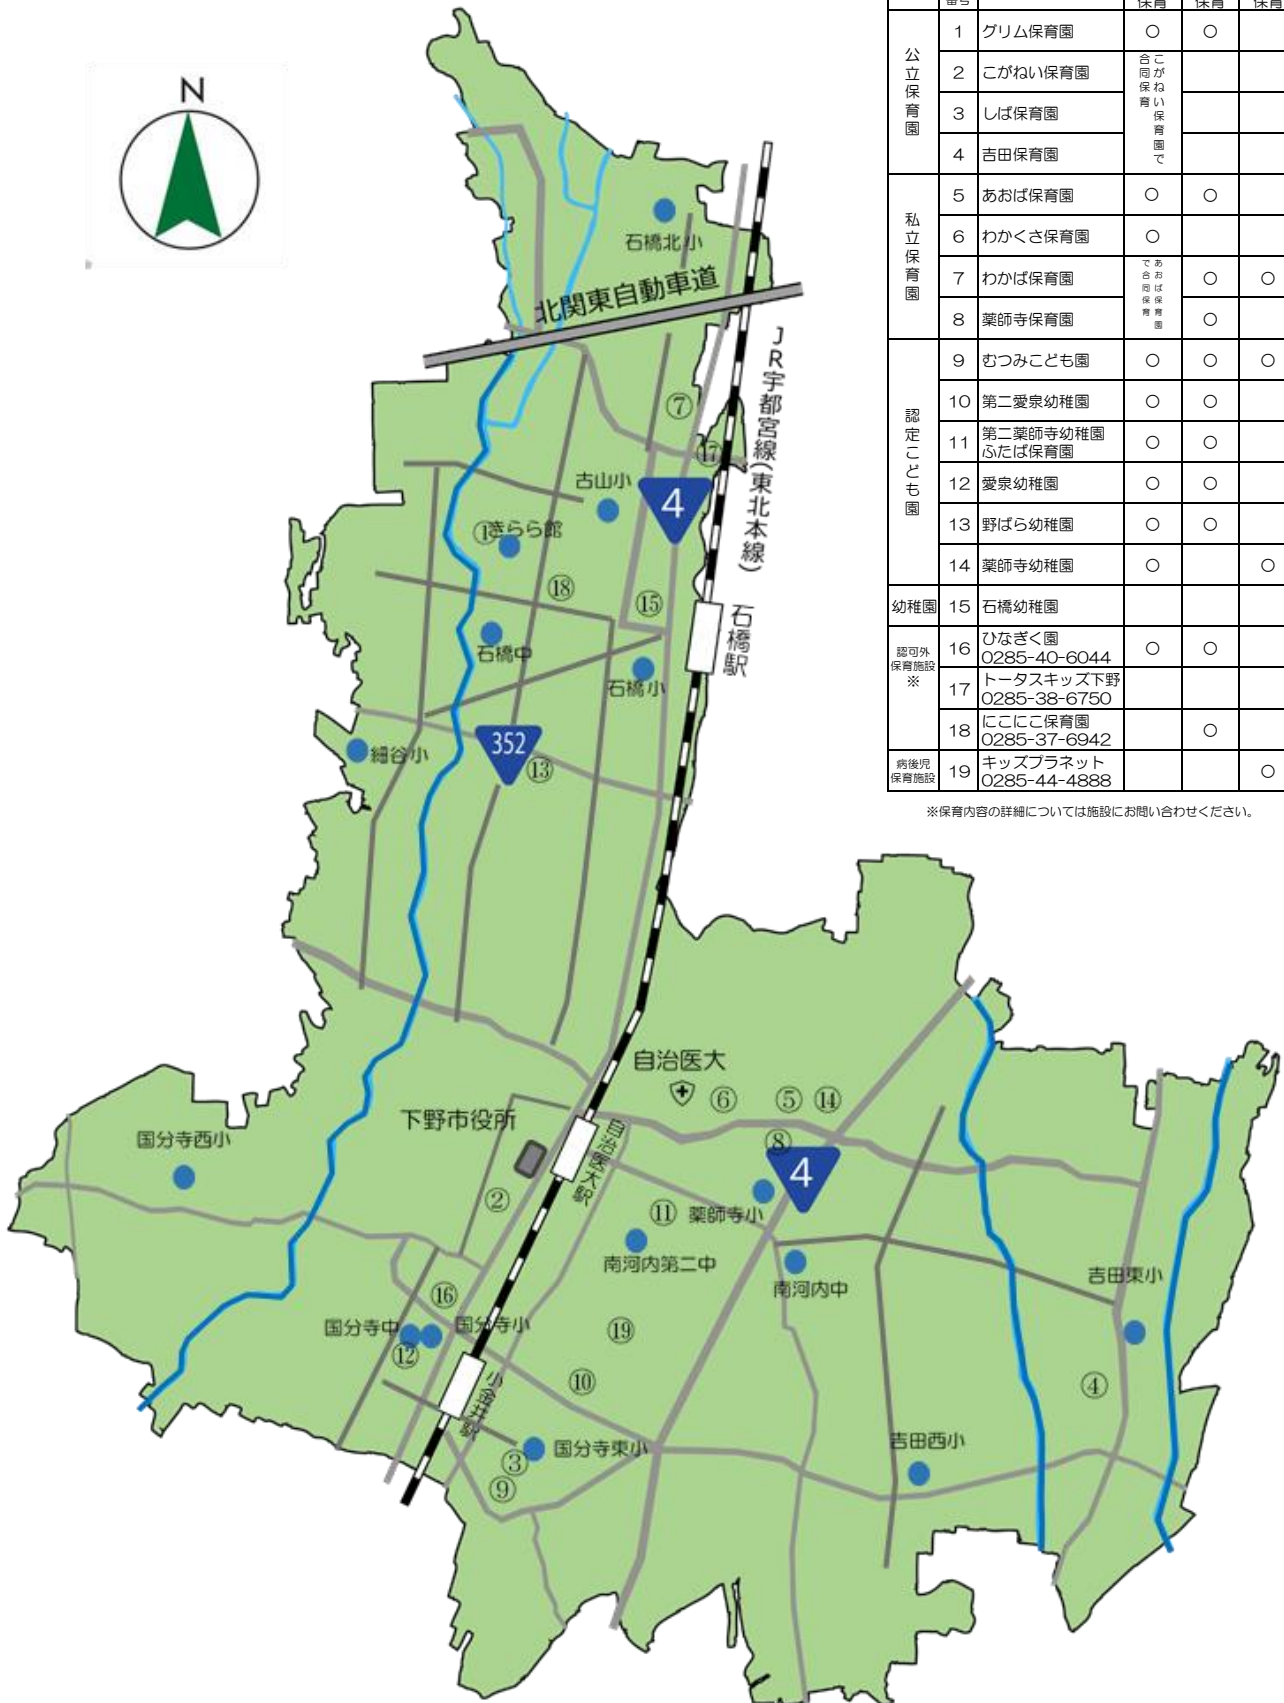 番号 保育 保育 保育
公立保育園
1 グリム保育園 ○ ○
2 こがねい保育園
こがねい保育園で
合同保育
3 しば保育園
4 吉田保育園
私立保育園
5 あおば保育園 ○ ○
6 わかくさ保育園 ○
7 わかば保育園 ○ ○
あおば保育園
で合同保育
8 薬師寺保育園 ○
認定こども園
9 むつみこども園 ○ ○ ○
10 第二愛泉幼稚園 ○ ○
11 第二薬師寺幼稚園
ふたば保育園 ○ ○
12 愛泉幼稚園 ○ ○
13 野ばら幼稚園 ○ ○
14 薬師寺幼稚園 ○ ○
幼稚園 15 石橋幼稚園
認可外
保育施設
※
16 ひなぎく園
0285-40-6044 ○ ○
17 トータスキッズ下野
0285-38-6750
18 にこにこ保育園
0285-37-6942 ○
病後児
保育施設
19 キッズプラネット
0285-44-4888 ○
※保育内容の詳細については施設にお問い合わせください。
N
石橋北小
北関東自動車道
JR宇都宮線(東北本線)
⑦
⑰
古山小
4
①きらら館
⑱
⑮
石橋駅
石橋中
石橋小
352
細谷小
⑬
自治医大
⑥ ⑤ ⑭
下野市役所
自治医大駅
国分寺西小
⑧
4
②
⑪ 薬師寺小
南河内第二中
南河内中
吉田東小
⑯
国分寺中
国分寺小
⑲
⑫
小金井駅
⑩
④
国分寺東小
吉田西小
③
⑨